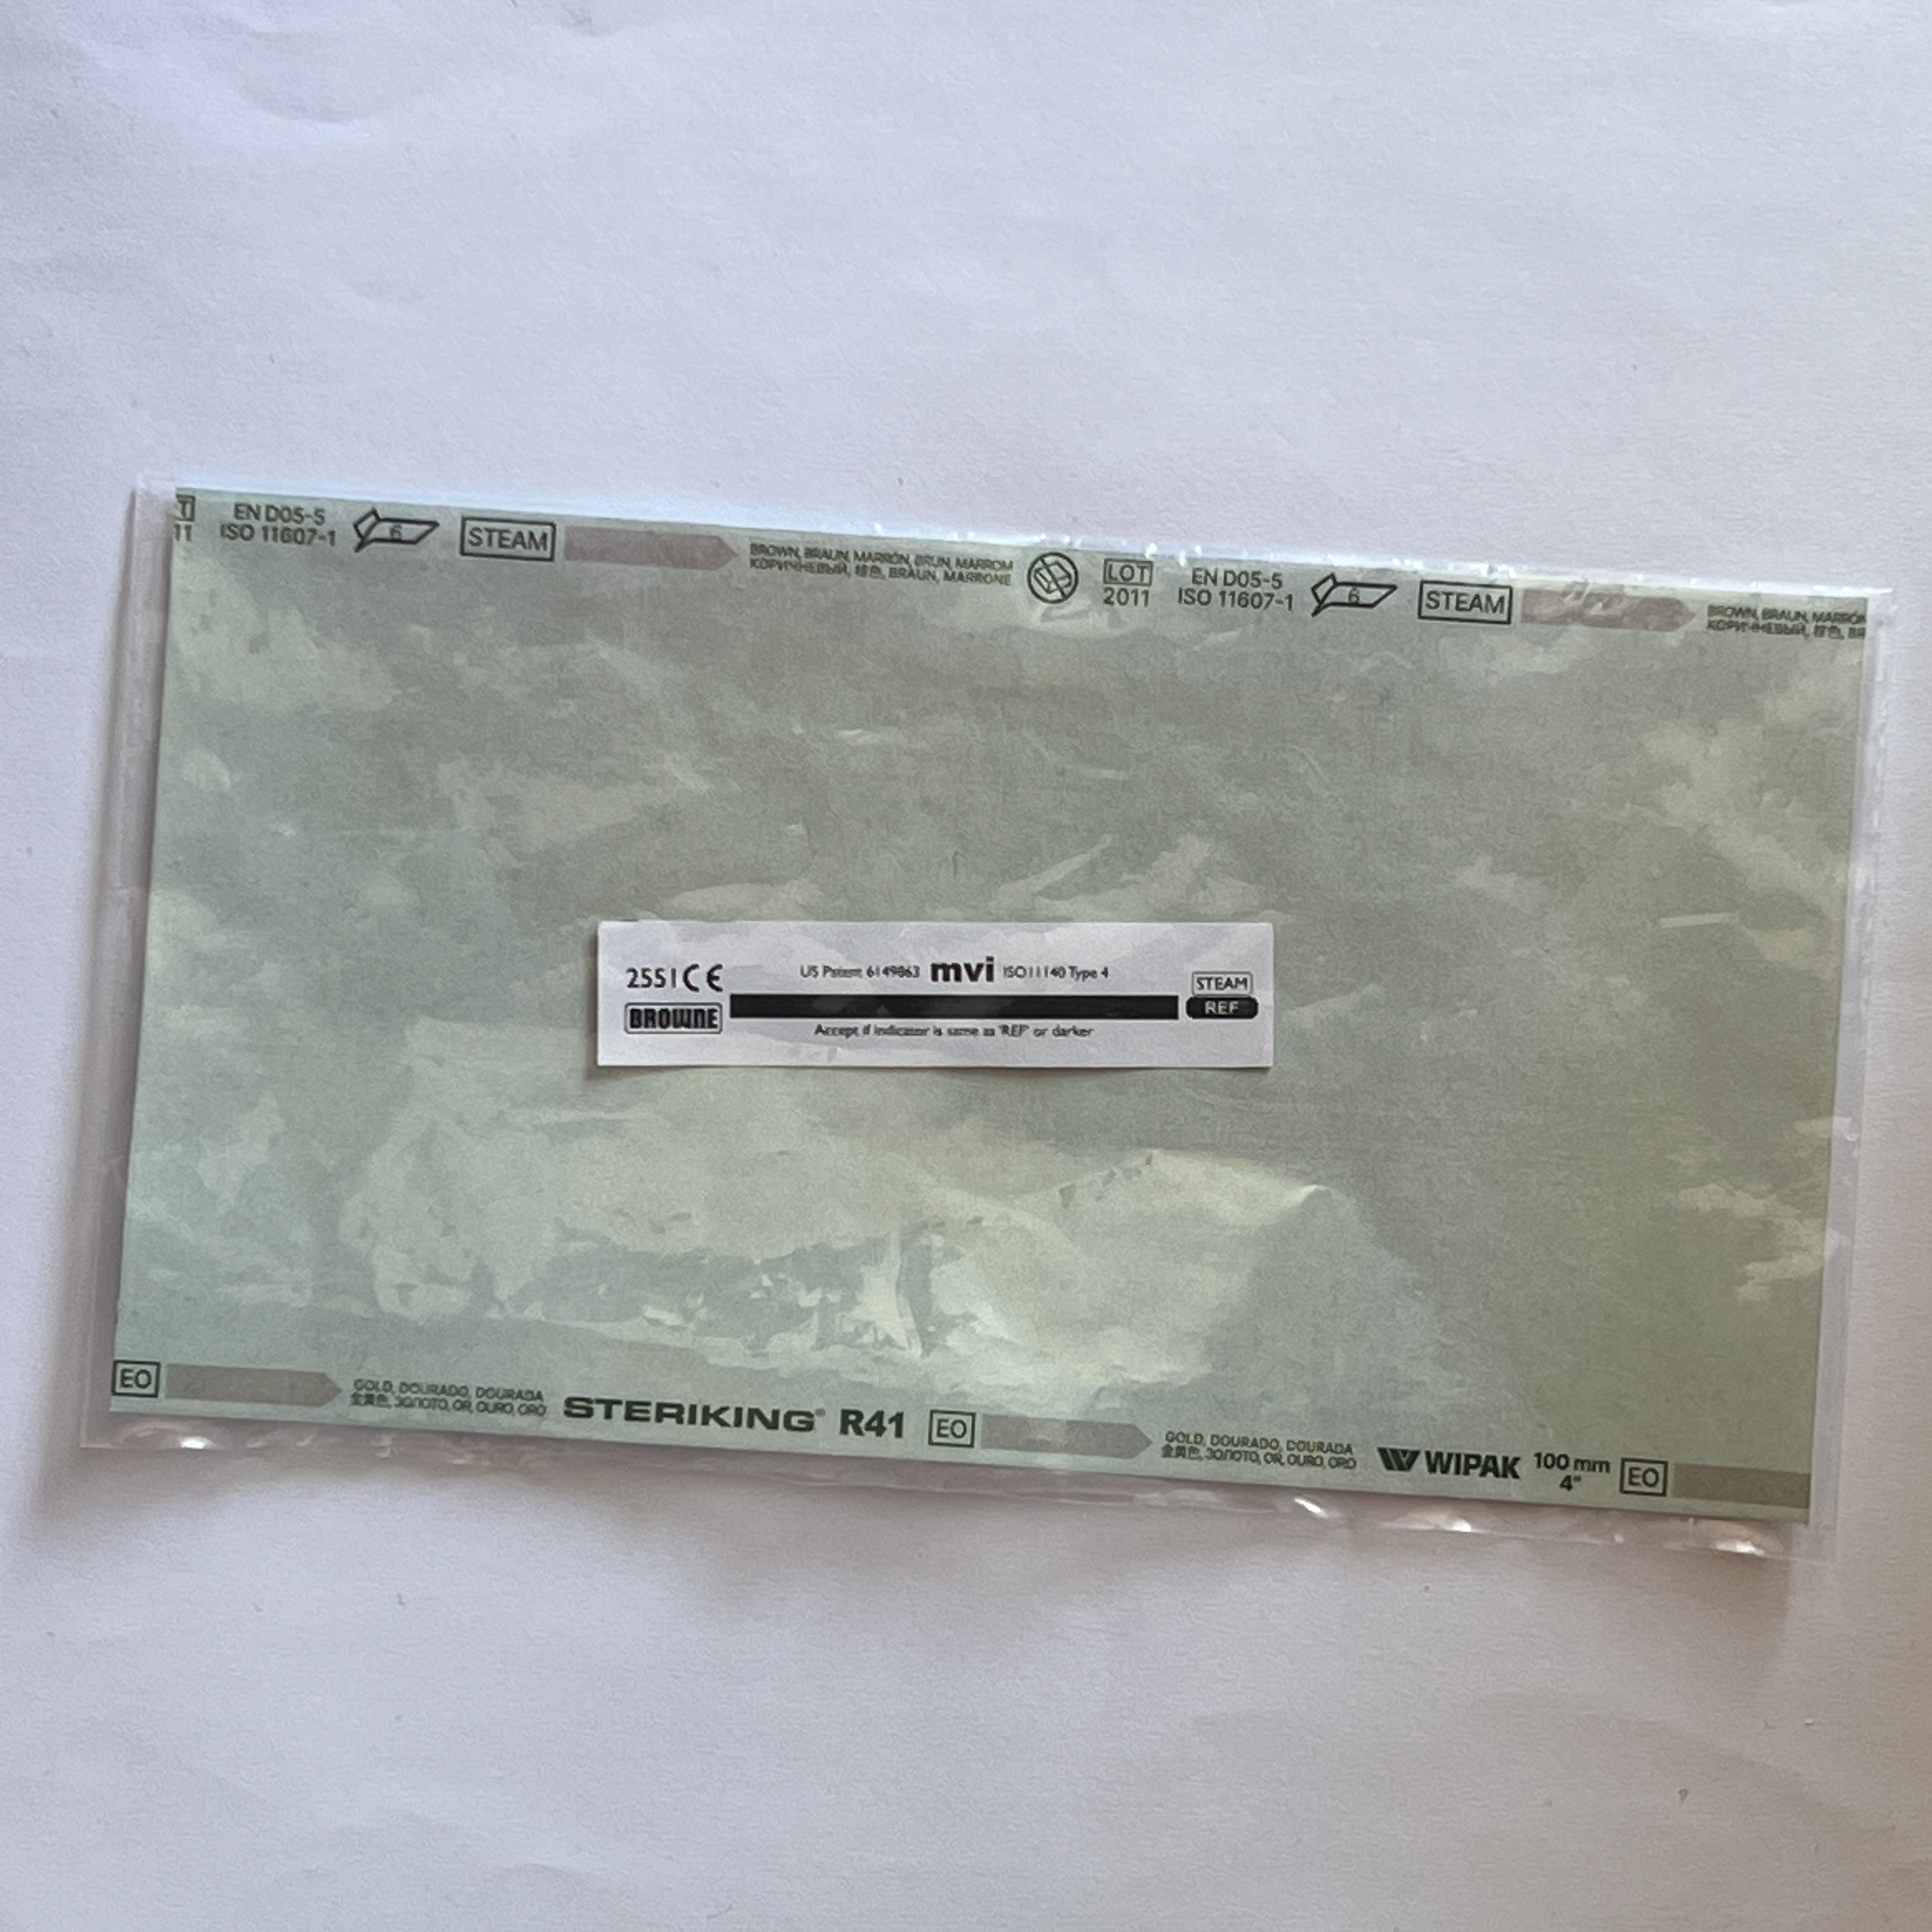 11
EN D05-5
ISO 11607-1
6
STEAM
BROWN, BRAUN, MARRÓN, BRUN, MARROM
КОРИЧНЕВЫЙ, 棕色, BRAUN, MARRONE
LOT
2011
EN D05-5
ISO 11607-1
6
STEAM
BROWN, BRAUN, MARRÓN
КОРИЧНЕВЫЙ, 棕色,
2551 CE
BROWNE
US Patent 6149863 mvi ISO11140 Type 4
STEAM
REF
Accept if indicator is same as 'REF' or darker
EO
GOLD, DOURADO, DOURADA
金黄色, ЗОЛОТО, OR, OURO, ORO
STERIKING® R41
EO
GOLD, DOURADO, DOURADA
金黄色, ЗОЛОТО, OR, OURO, ORO
WIPAK
100 mm
4"
EO